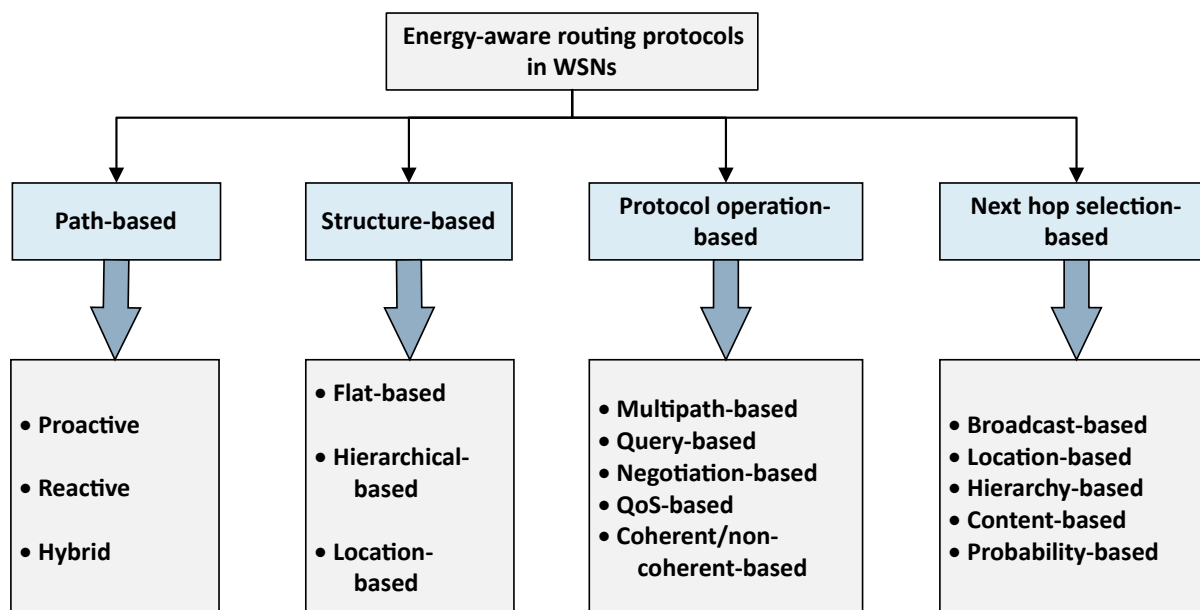 Energy-aware routing protocols
in WSNs
Path-based
Structure-based
Protocol operation-
based
Next hop selection-
based
• Proactive
• Reactive
• Hybrid
• Flat-based
• Hierarchical-
based
• Location-
based
• Multipath-based
• Query-based
• Negotiation-based
• QoS-based
• Coherent/non-
coherent-based
• Broadcast-based
• Location-based
• Hierarchy-based
• Content-based
• Probability-based